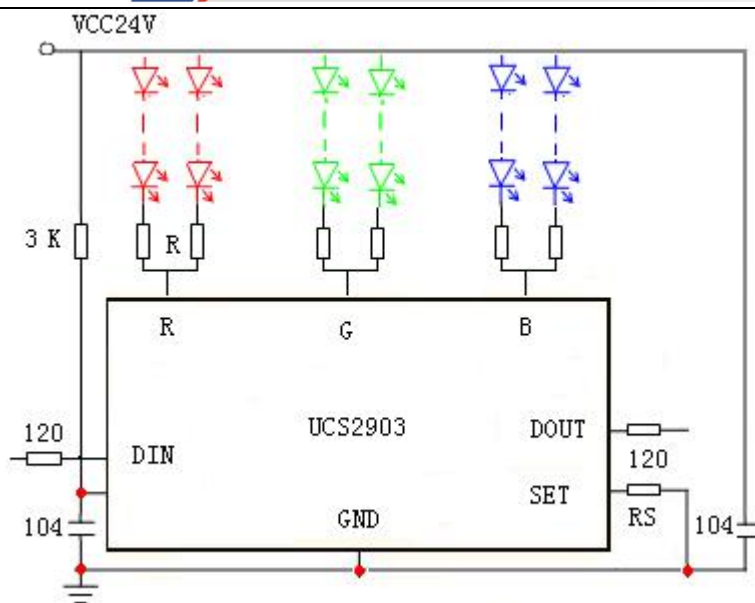 VCC24V
3 K
R
R
G
B
UCS2903
120
DIN
DOUT
120
SET
RS
104
GND
104